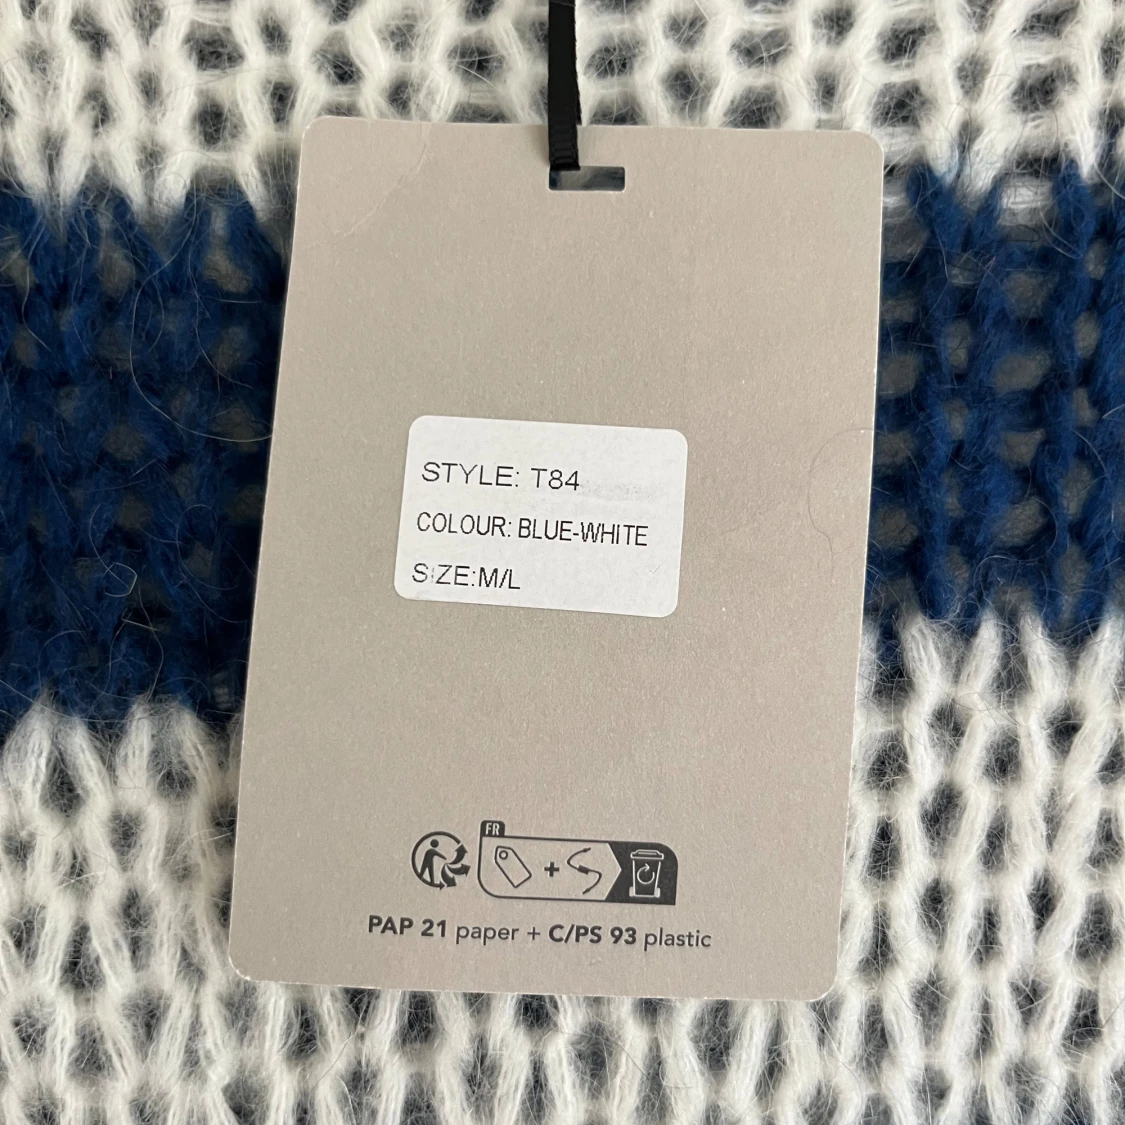 STYLE: T84
COLOUR: BLUE-WHITE
SIZE:M/L
FR
PAP 21 paper + C/PS 93 plastic